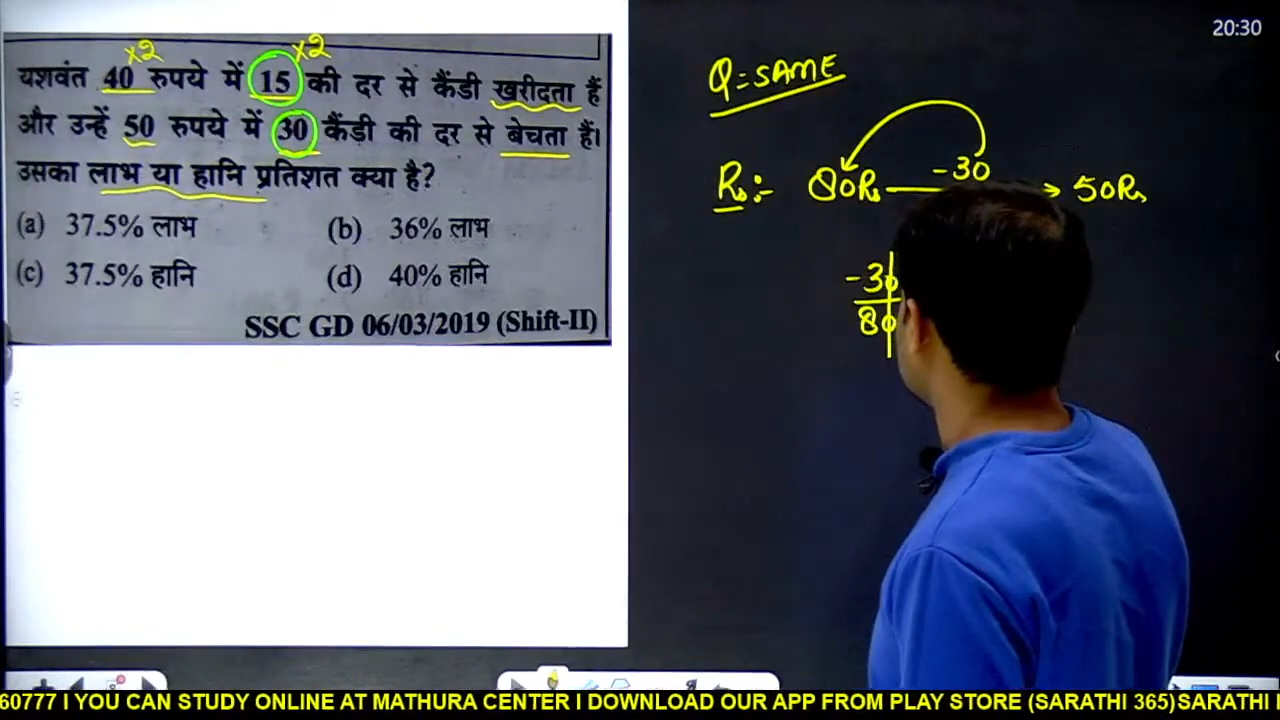 20:30
×2 ×2
यशवंत 40 रुपये में 15 की दर से कैंडी खरीदता हैं
और उन्हें 50 रुपये में 30 कैंडी की दर से बेचता हैं।
उसका लाभ या हानि प्रतिशत क्या है?
(a) 37.5% लाभ (b) 36% लाभ
(c) 37.5% हानि (d) 40% हानि
SSC GD 06/03/2019 (Shift-II)
Q = SAME
Rs :- 80Rs -30 50Rs
-30
80
60777 I YOU CAN STUDY ONLINE AT MATHURA CENTER I DOWNLOAD OUR APP FROM PLAY STORE (SARATHI 365) SARATHI